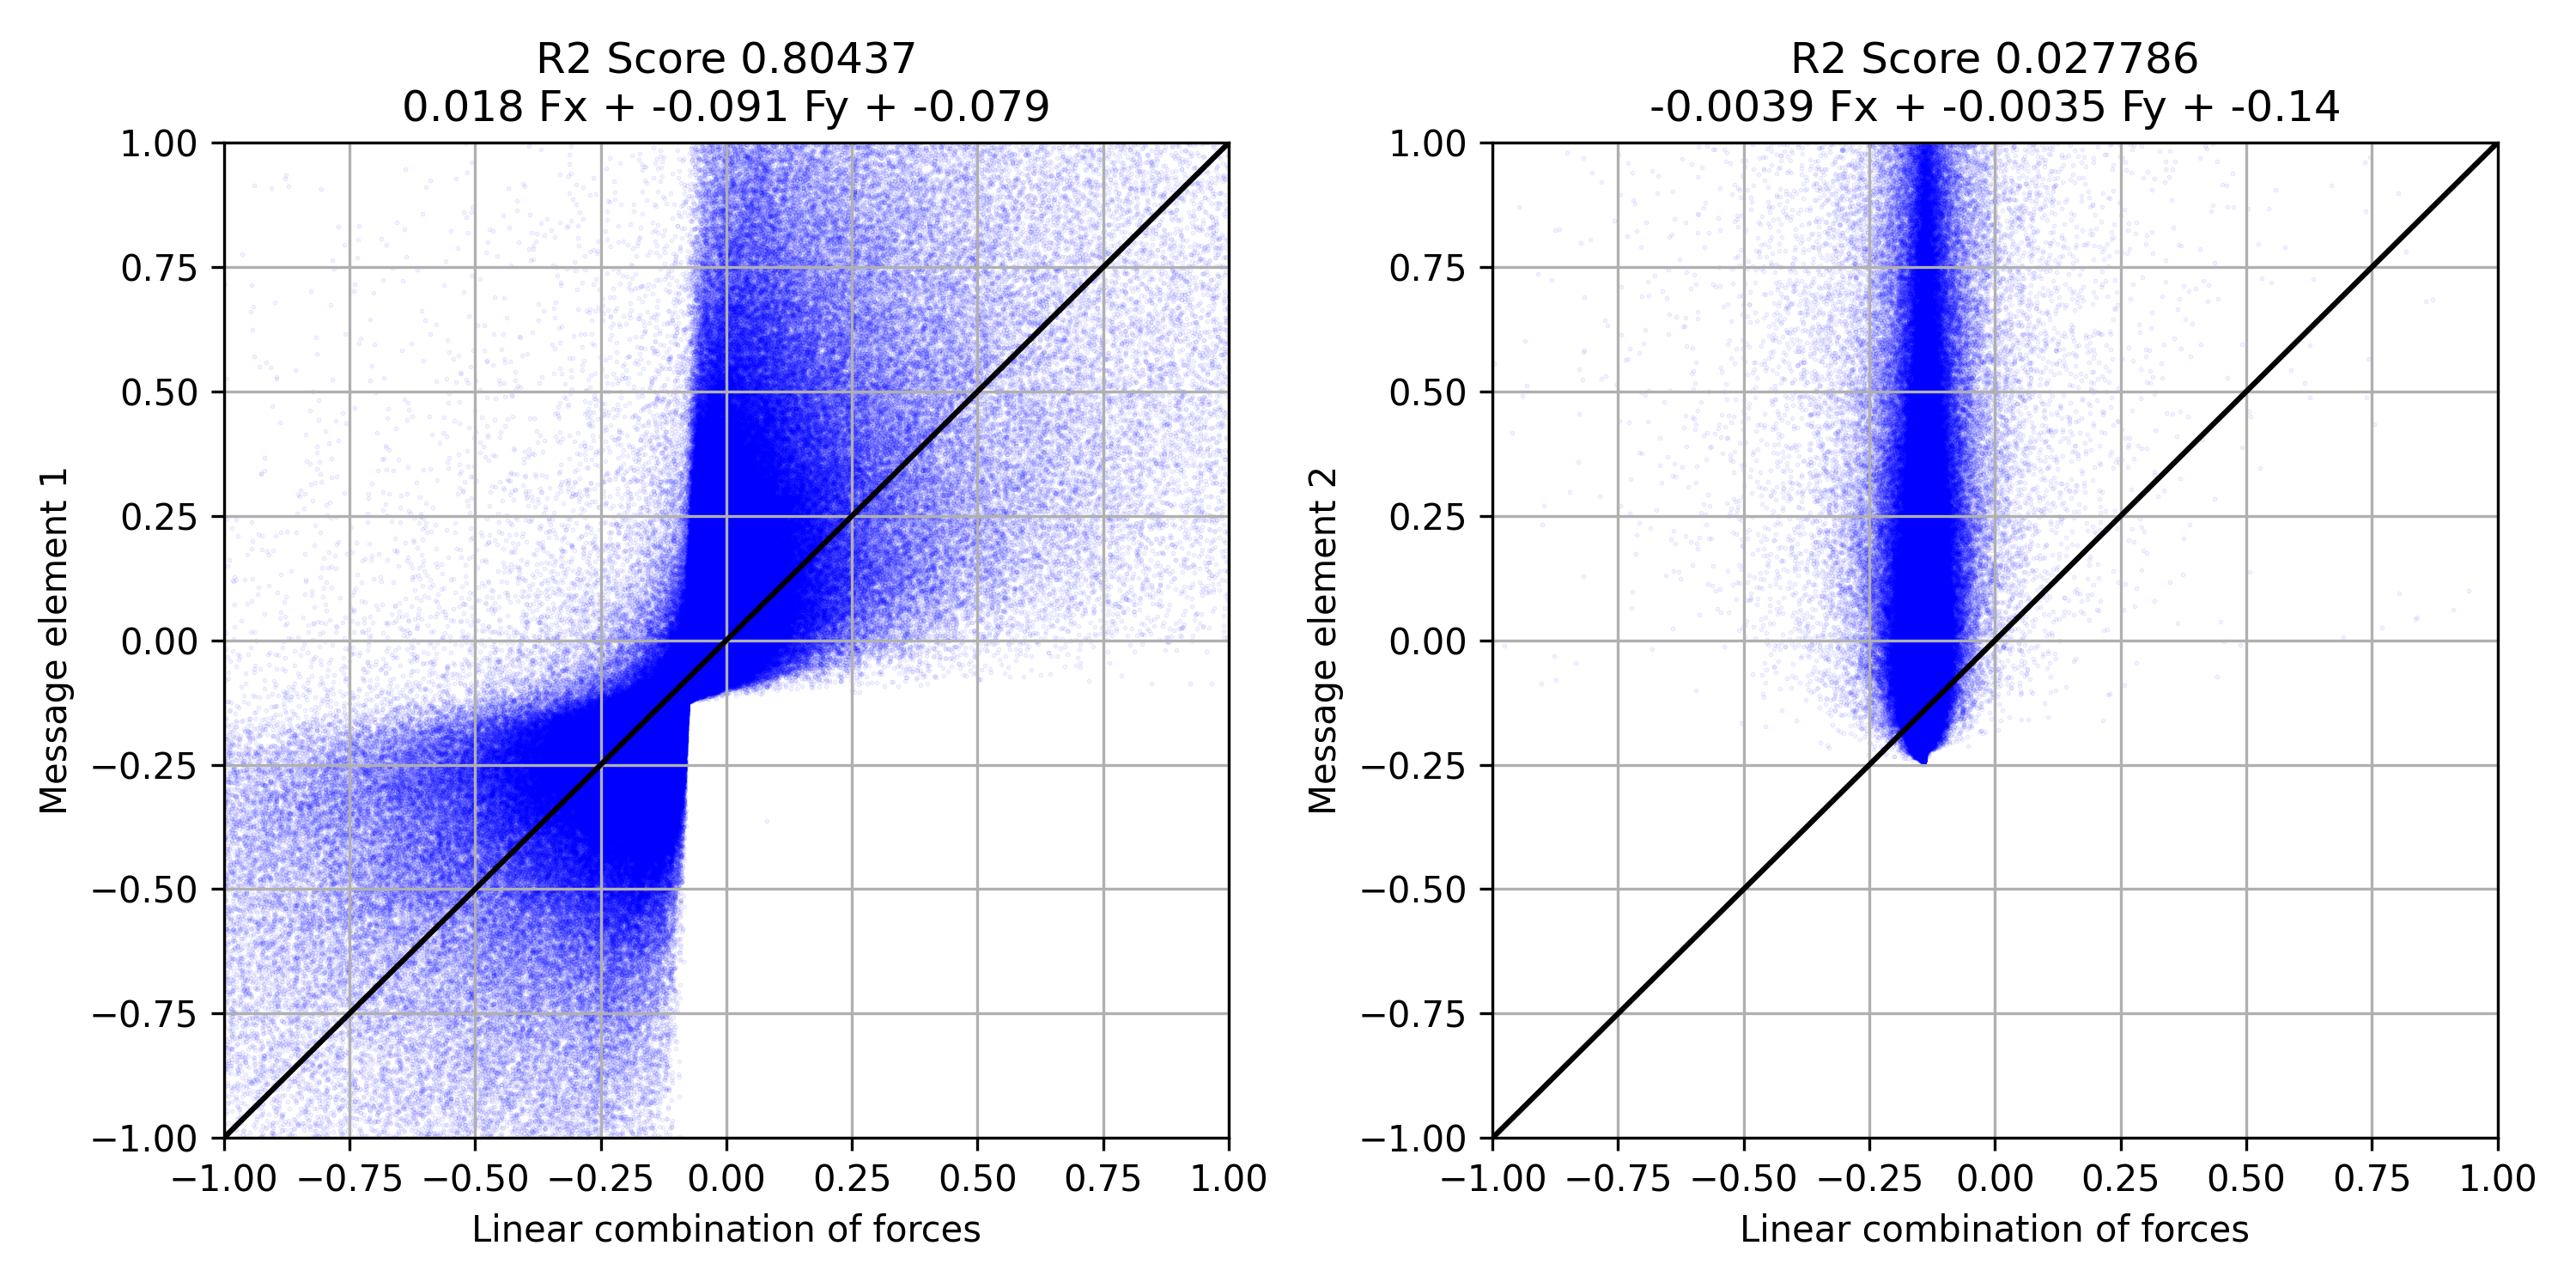 R2 Score 0.80437
0.018 Fx + -0.091 Fy + -0.079
1.00
0.75
0.50
0.25
0.00
−0.25
−0.50
−0.75
−1.00
Message element 1
−1.00 −0.75 −0.50 −0.25 0.00 0.25 0.50 0.75 1.00
Linear combination of forces
R2 Score 0.027786
-0.0039 Fx + -0.0035 Fy + -0.14
1.00
0.75
0.50
0.25
0.00
−0.25
−0.50
−0.75
−1.00
Message element 2
−1.00 −0.75 −0.50 −0.25 0.00 0.25 0.50 0.75 1.00
Linear combination of forces